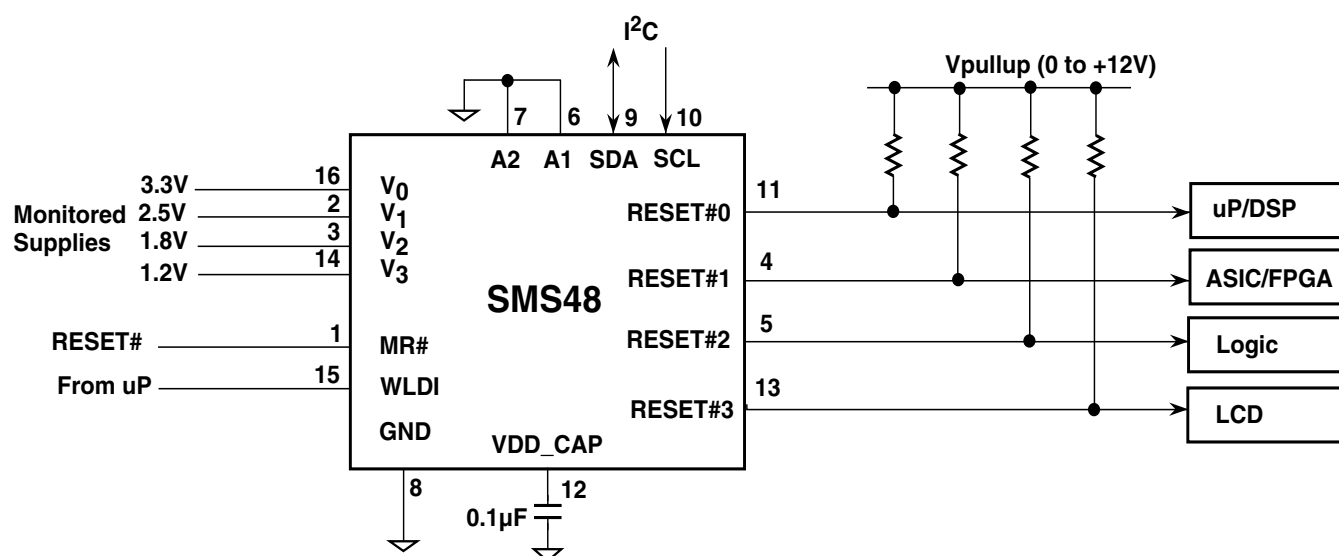 I²C
Vpullup (0 to +12V)
7 6 9 10
A2 A1 SDA SCL
Monitored
Supplies
3.3V 16 V0
2.5V 2 V1
1.8V 3 V2
1.2V 14 V3
RESET# 1 MR#
From uP 15 WLDI
GND
8
VDD_CAP
12
0.1µF
SMS48
RESET#0 11 uP/DSP
RESET#1 4 ASIC/FPGA
RESET#2 5 Logic
RESET#3 13 LCD